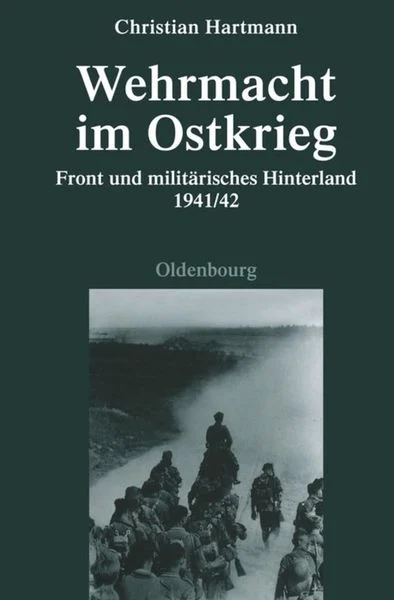 Christian Hartmann
Wehrmacht
im Ostkrieg
Front und militärisches Hinterland
1941/42
Oldenbourg